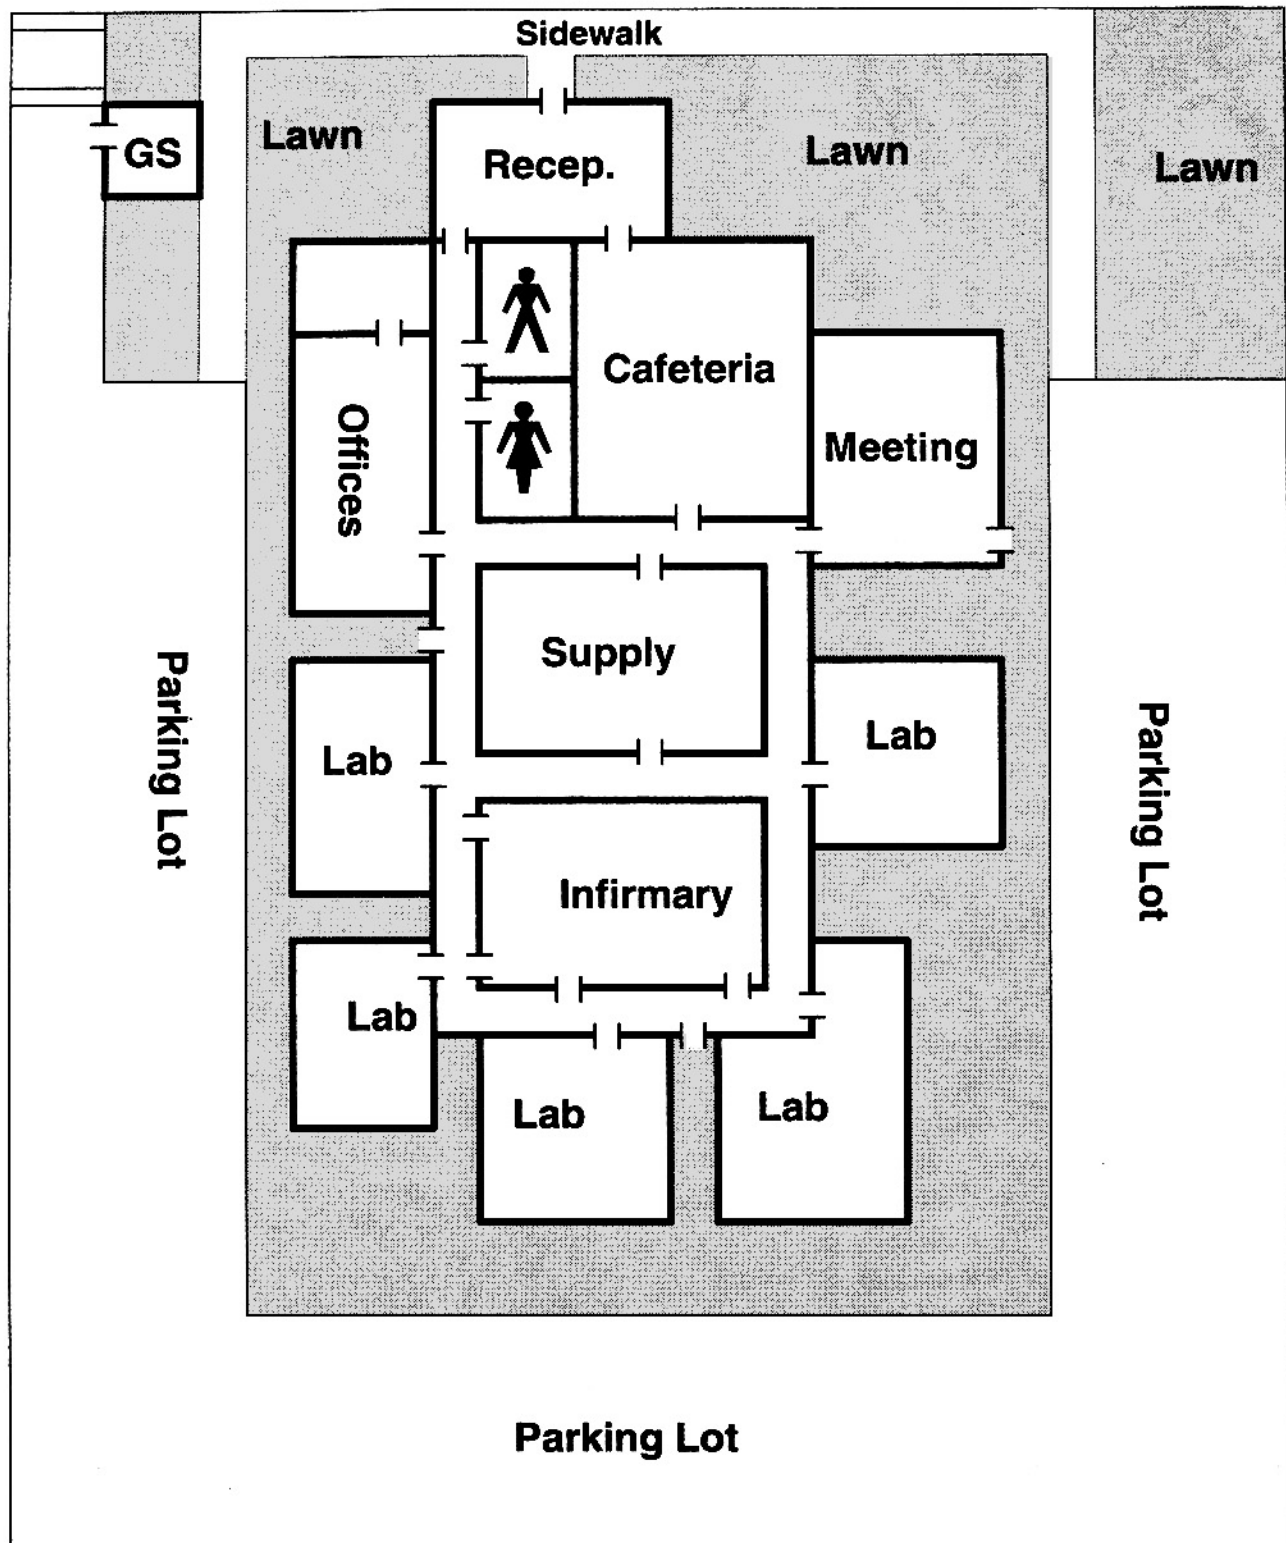 Sidewalk
GS
Lawn
Recep.
Lawn
Lawn
Cafeteria
Offices
Meeting
Supply
Parking Lot
Lab
Lab
Parking Lot
Infirmary
Lab
Lab
Lab
Parking Lot